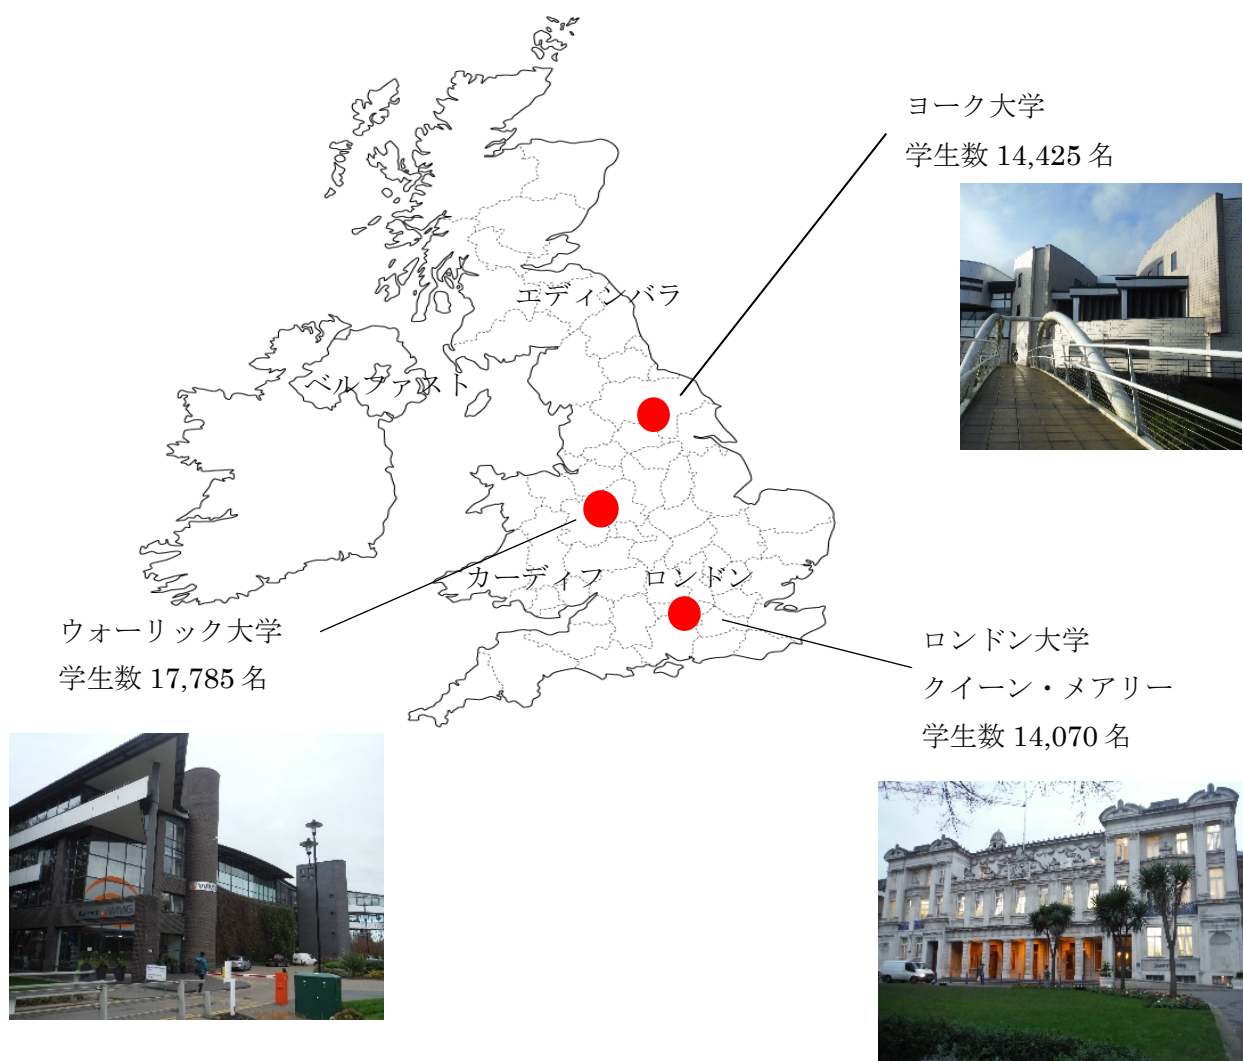 ヨーク大学
学生数 14,425 名
エディンバラ
ベルファスト
カーディフ
ロンドン
ウォーリック大学
学生数 17,785 名
ロンドン大学
クイーン・メアリー
学生数 14,070 名
WMG